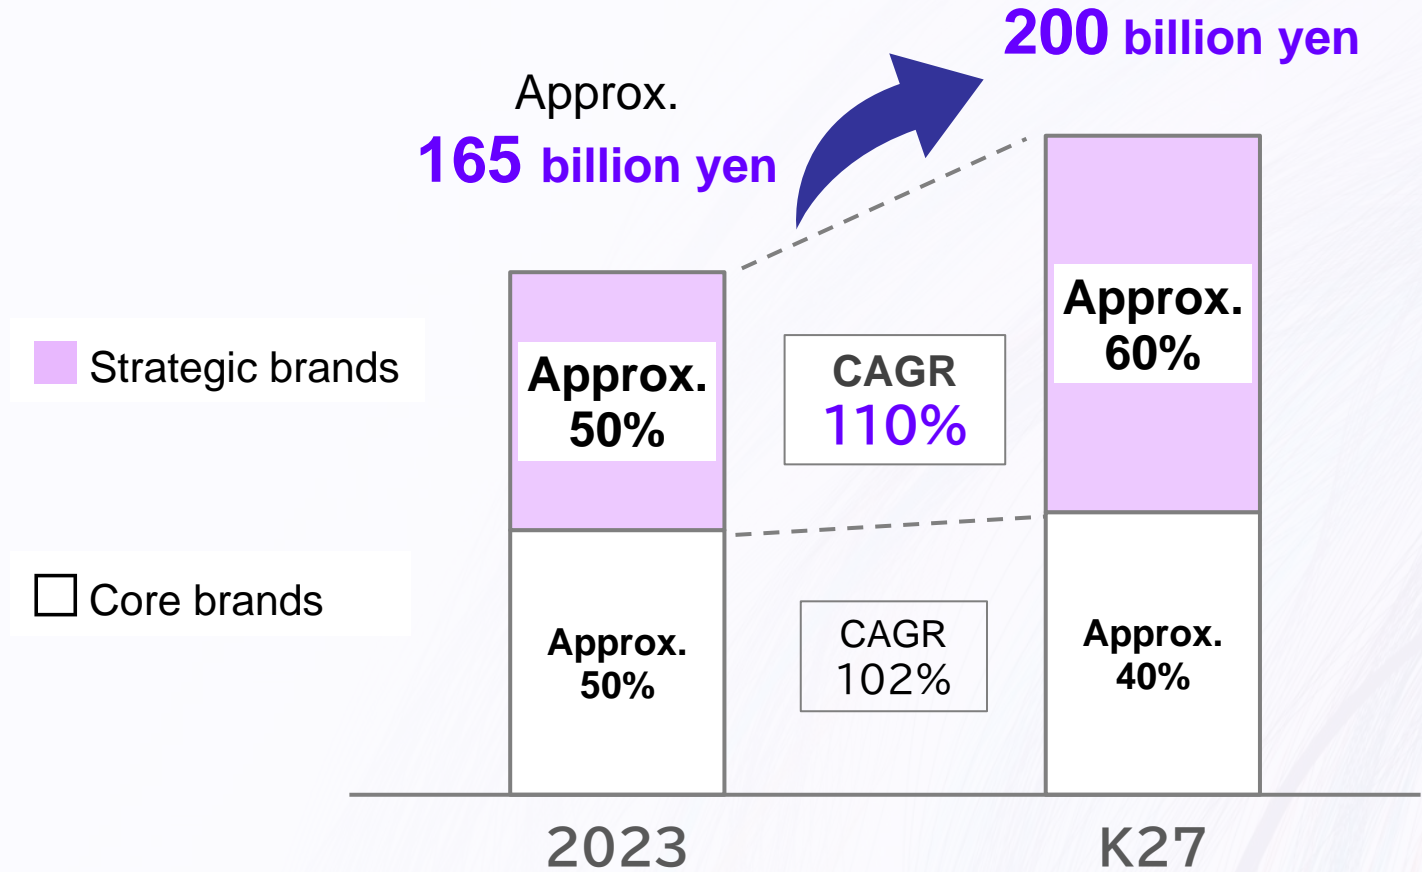 200 billion yen
Approx.
165 billion yen
Strategic brands
Approx.
50%
CAGR
110%
Approx.
60%
Core brands
Approx.
50%
CAGR
102%
Approx.
40%
2023
K27